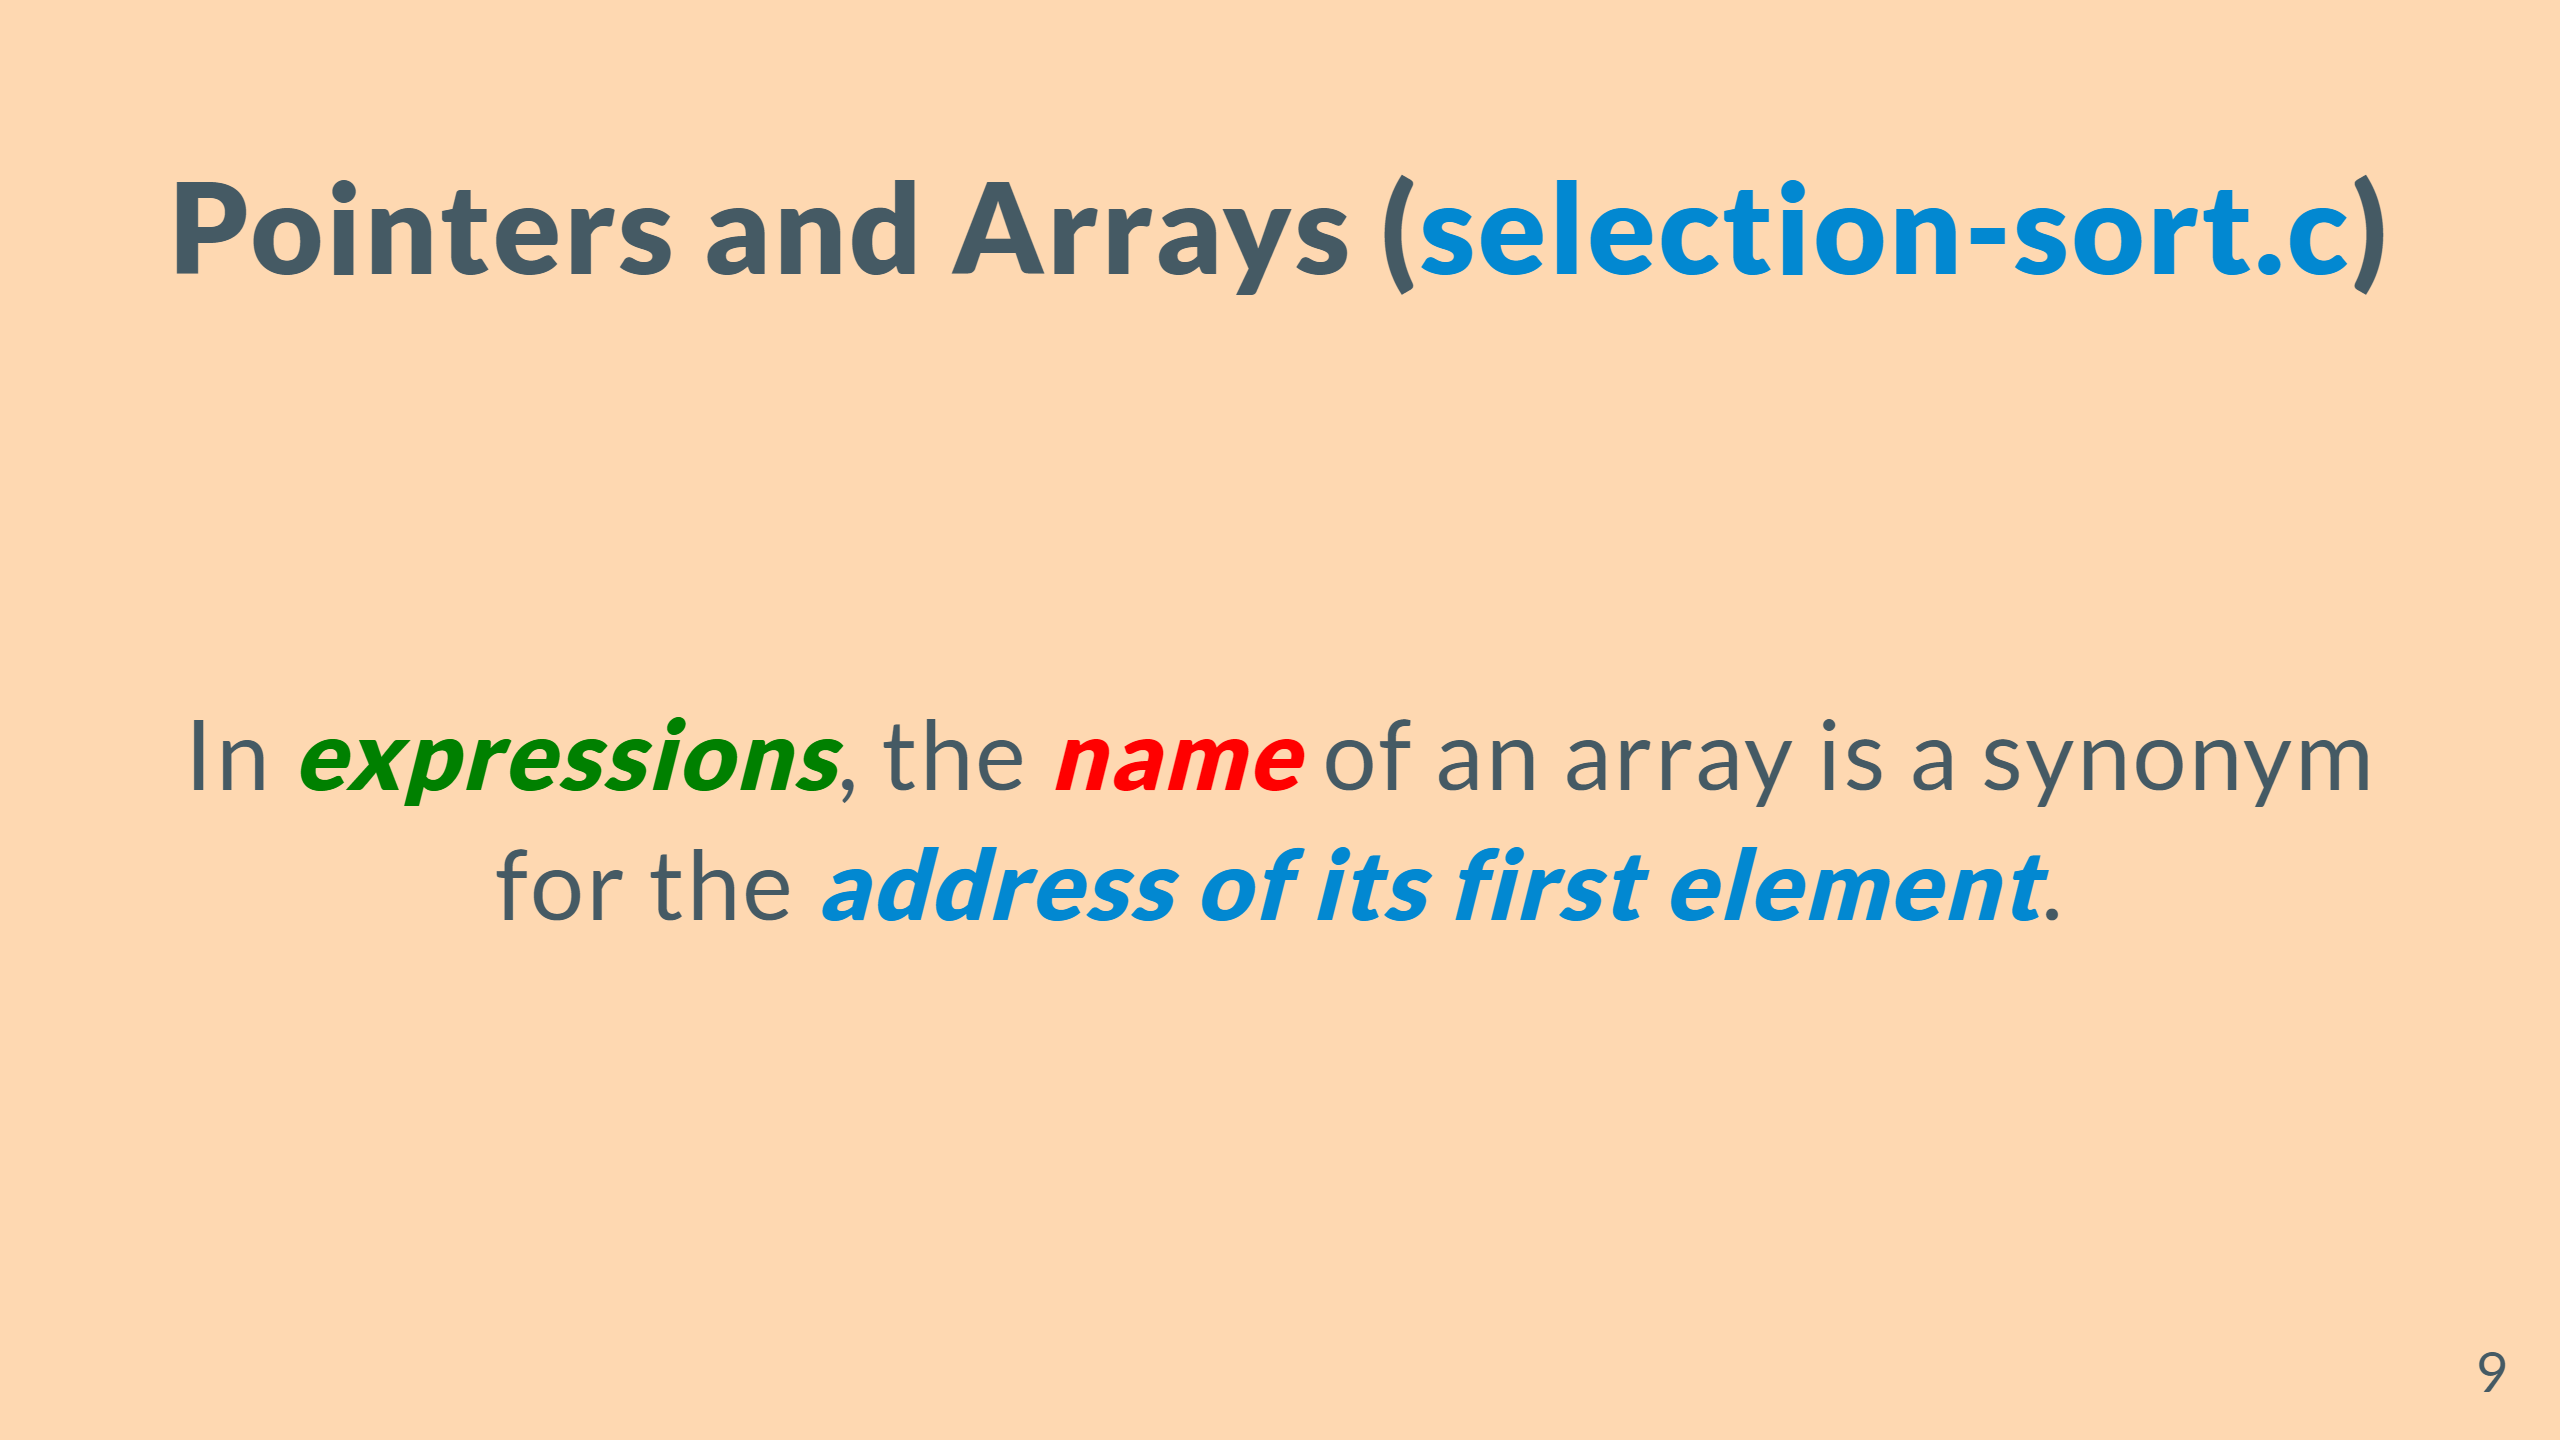 Pointers and Arrays (selection-sort.c)
In expressions, the name of an array is a synonym
for the address of its first element.
9